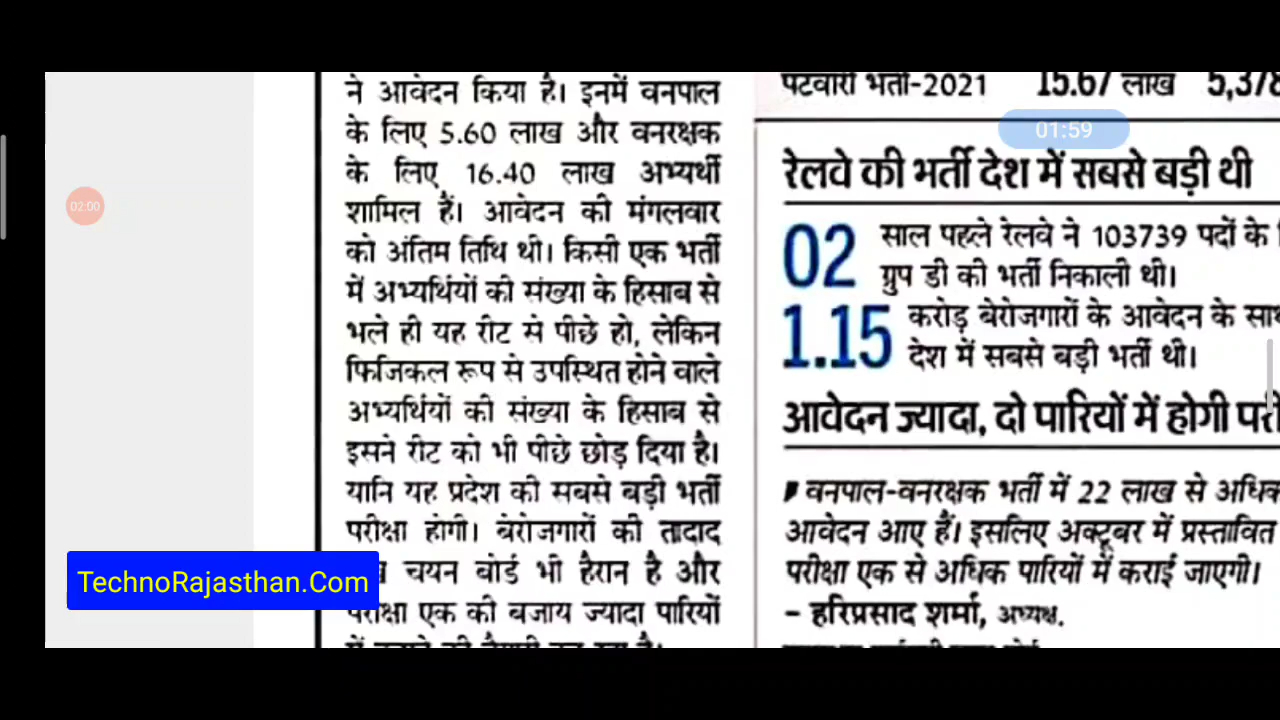 ने आवेदन किया है। इनमें वनपाल
के लिए 5.60 लाख और वनरक्षक
के लिए 16.40 लाख अभ्यर्थी
शामिल हैं। आवेदन की मंगलवार
को अंतिम तिथि थी। किसी एक भर्ती
में अभ्यर्थियों की संख्या के हिसाब से
भले ही यह रीट से पीछे हो, लेकिन
फिजिकल रूप से उपस्थित होने वाले
अभ्यर्थियों की संख्या के हिसाब से
इसने रीट को भी पीछे छोड़ दिया है।
यानि यह प्रदेश की सबसे बड़ी भर्ती
परीक्षा होगी। बेरोजगारों की तादाद
चयन बोर्ड भी हैरान है और
परीक्षा एक की बजाय ज्यादा पारियों
पटवारी भर्ती-2021 15.67 लाख 5,378
01:59
रेलवे की भर्ती देश में सबसे बड़ी थी
02 साल पहले रेलवे ने 103739 पदों के
ग्रुप डी की भर्ती निकाली थी।
1.15 करोड़ बेरोजगारों के आवेदन के
देश में सबसे बड़ी भर्ती थी।
आवेदन ज्यादा, दो पारियों में होगी
वनपाल-वनरक्षक भर्ती में 22 लाख से
आवेदन आए हैं। इसलिए अक्टूबर में प्रस्तावित
परीक्षा एक से अधिक पारियों में कराई जाएगी।
– हरिप्रसाद शर्मा, अध्यक्ष.
02:00
TechnoRajasthan.Com